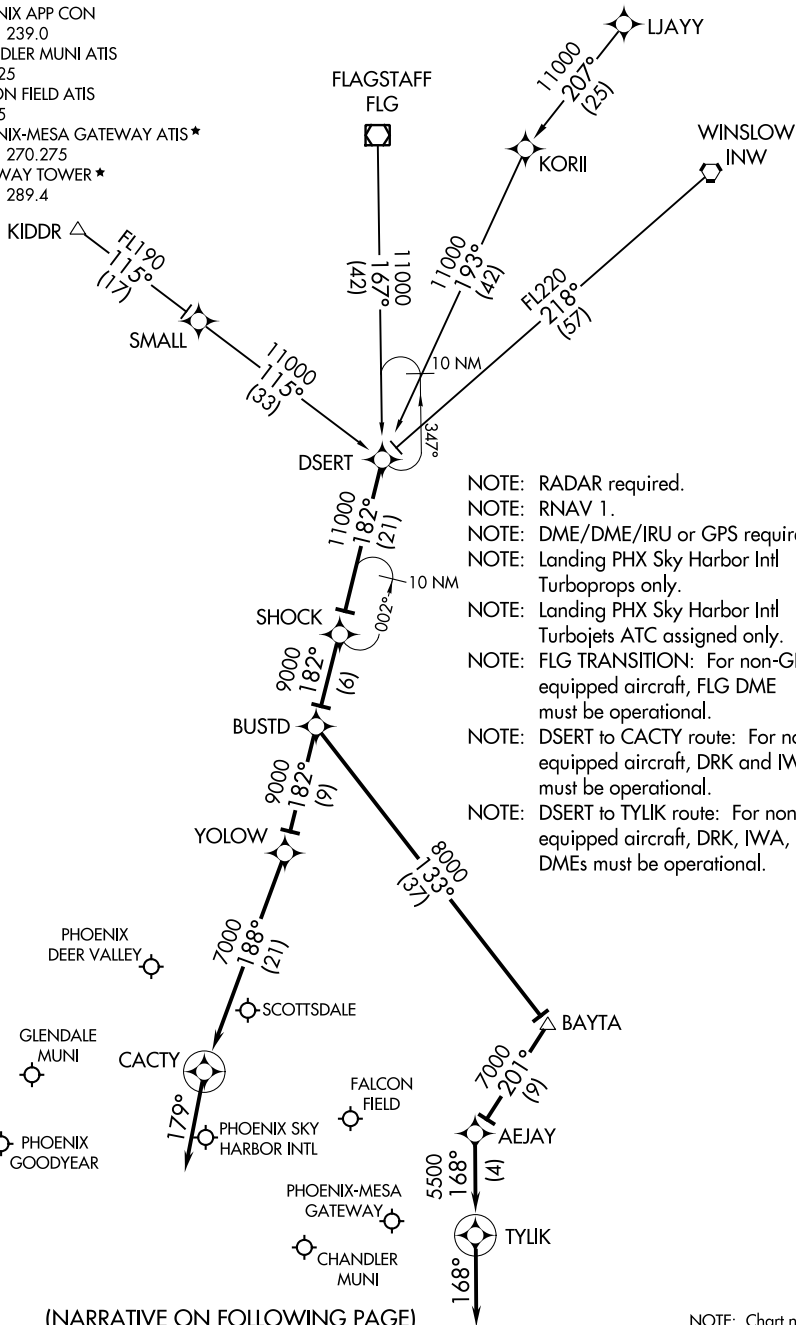 NIX APP CON
239.0
DLER MUNI ATIS
25
ON FIELD ATIS
5
NIX-MESA GATEWAY ATIS ★
270.275
WAY TOWER ★
289.4
LJAYY
11000
207°
(25)
FLAGSTAFF
FLG
KORII
WINSLOW
INW
KIDDR
FL190
115°
(17)
SMALL
11000
167°
(42)
11000
193°
(42)
FL220
218°
(57)
11000
115°
(33)
10 NM
347°
DSERT
11000
182°
(21)
10 NM
002°
SHOCK
9000
182°
(6)
BUSTD
NOTE: RADAR required.
NOTE: RNAV 1.
NOTE: DME/DME/IRU or GPS require
NOTE: Landing PHX Sky Harbor Intl
Turboprops only.
NOTE: Landing PHX Sky Harbor Intl
Turbojets ATC assigned only.
NOTE: FLG TRANSITION: For non-GP
equipped aircraft, FLG DME
must be operational.
NOTE: DSERT to CACTY route: For no
equipped aircraft, DRK and IW
must be operational.
NOTE: DSERT to TYLIK route: For non
equipped aircraft, DRK, IWA,
DMEs must be operational.
9000
182°
(9)
YOLOW
8000
133°
(37)
7000
188°
(21)
PHOENIX
DEER VALLEY
SCOTTSDALE
BAYTA
GLENDALE
MUNI
CACTY
7000
201°
(9)
179°
FALCON
FIELD
PHOENIX
GOODYEAR
PHOENIX SKY
HARBOR INTL
AEJAY
5500
168°
(4)
PHOENIX-MESA
GATEWAY
TYLIK
CHANDLER
MUNI
168°
(NARRATIVE ON FOLLOWING PAGE)
NOTE: Chart n